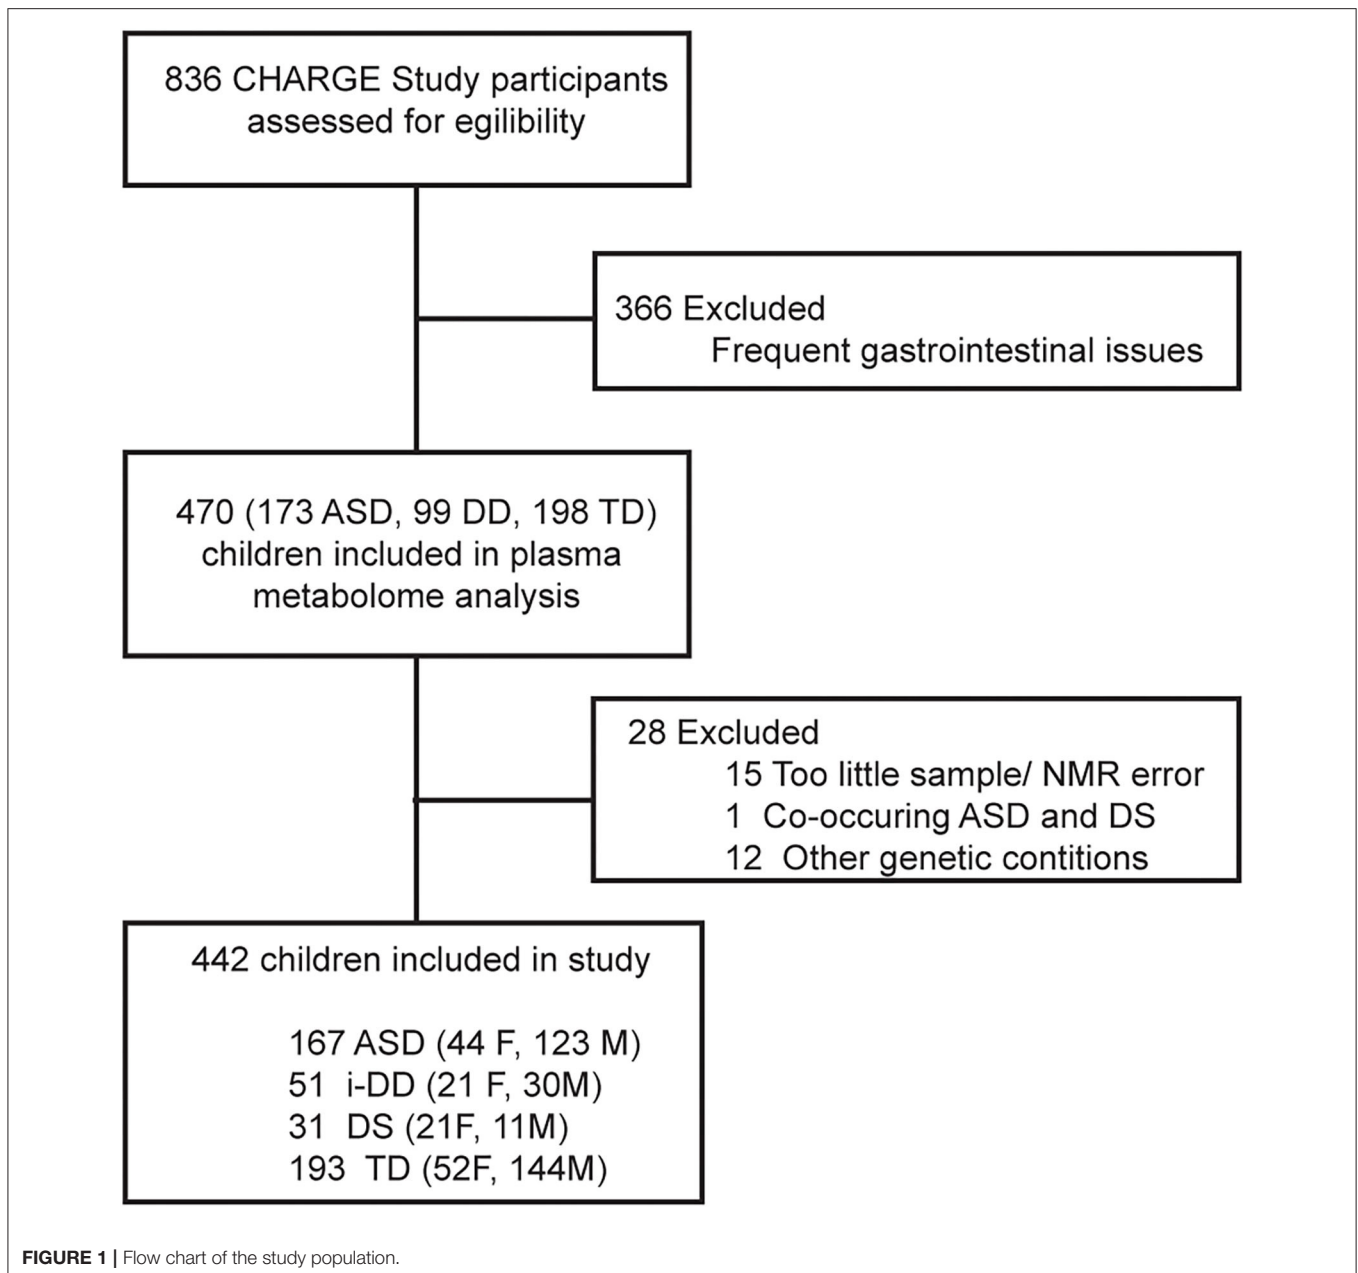 836 CHARGE Study participants
assessed for egilibility
366 Excluded
Frequent gastrointestinal issues
470 (173 ASD, 99 DD, 198 TD)
children included in plasma
metabolome analysis
28 Excluded
15 Too little sample/ NMR error
1 Co-occuring ASD and DS
12 Other genetic contitions
442 children included in study
167 ASD (44 F, 123 M)
51 i-DD (21 F, 30M)
31 DS (21F, 11M)
193 TD (52F, 144M)
FIGURE 1 | Flow chart of the study population.